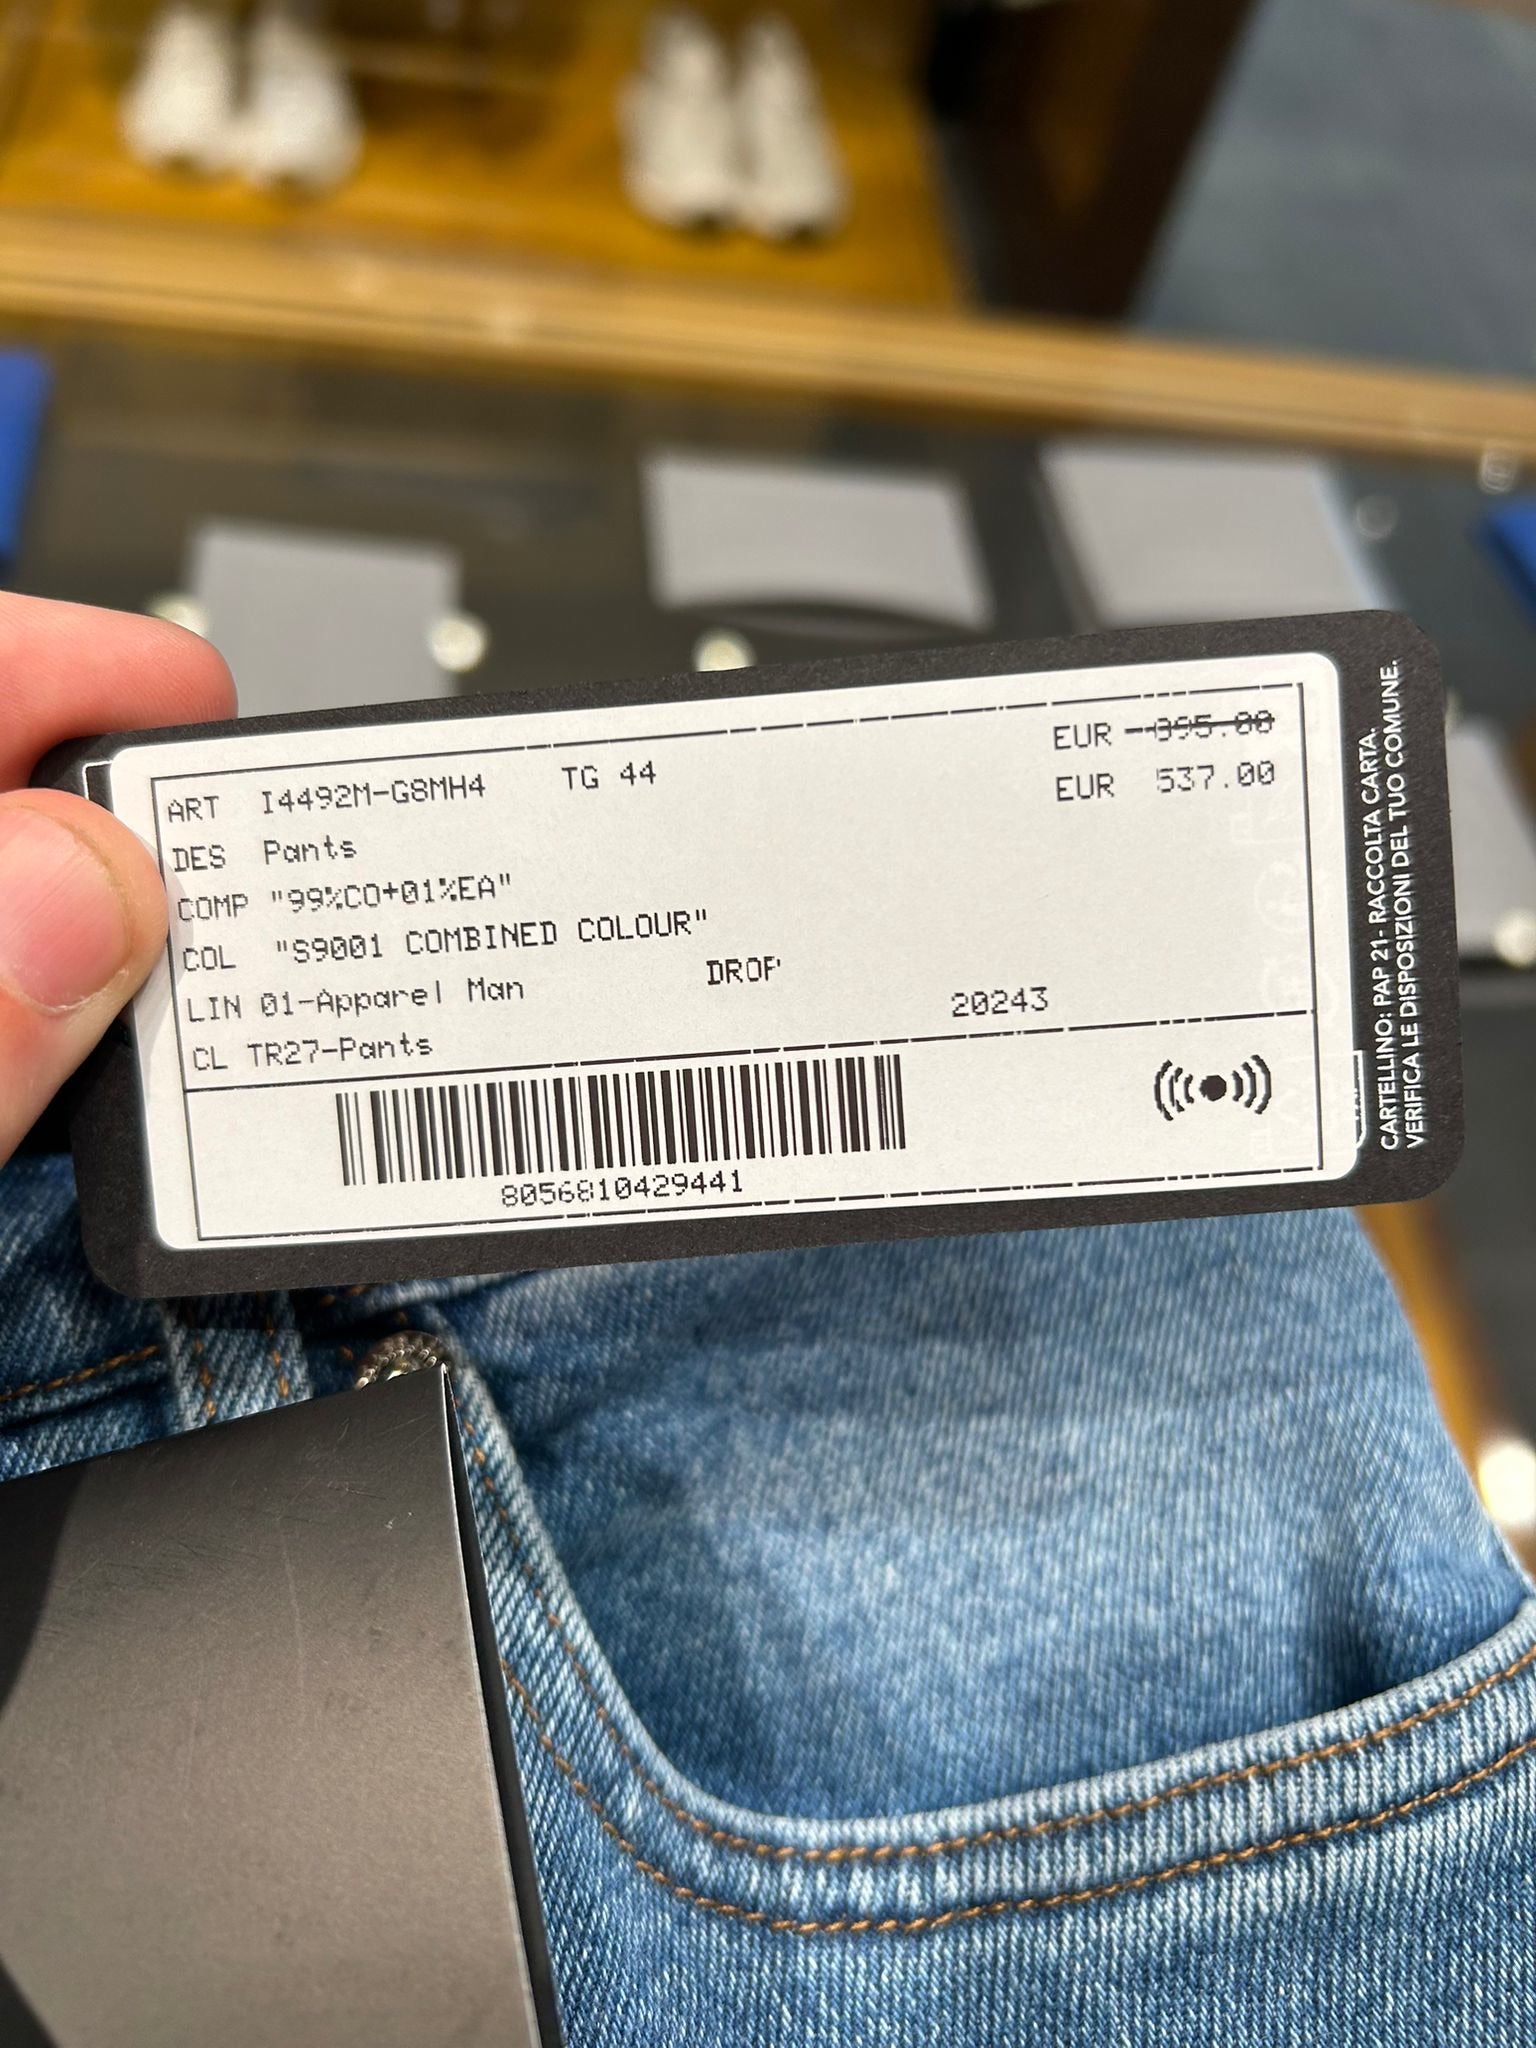 ART I4492M-G8MH4 TG 44
EUR 895.00
EUR 537.00
DES Pants
COMP "99%CO+01%EA"
COL "S9001 COMBINED COLOUR"
LIN 01-Apparel Man DROP
20243
CL TR27-Pants
8056810429441
CARTELLINO: PAP 21- RACCOLTA CARTA.
VERIFICA LE DISPOSIZIONI DEL TUO COMUNE.